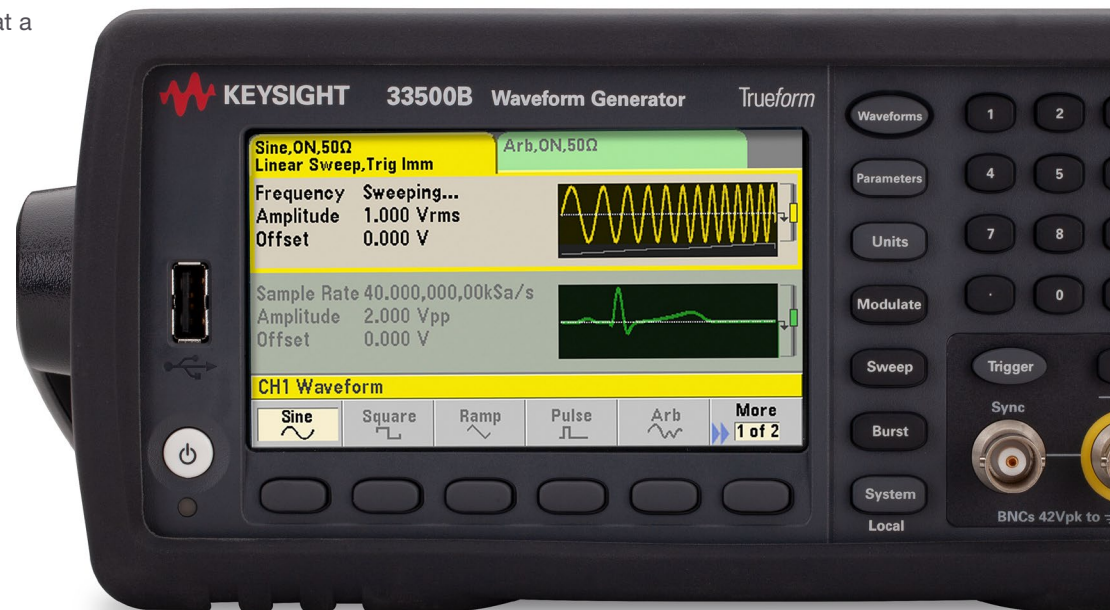 at a
KEYSIGHT 33500B Waveform Generator Trueform
Sine,ON,50Ω
Linear Sweep,Trig Imm
Arb,ON,50Ω
Frequency Sweeping...
Amplitude 1.000 Vrms
Offset 0.000 V
Sample Rate 40.000,000,00kSa/s
Amplitude 2.000 Vpp
Offset 0.000 V
CH1 Waveform
Sine Square Ramp Pulse Arb More
1 of 2
Waveforms
Parameters
Units
Modulate
Sweep
Burst
System
Local
1 2
4 5
7 8
. 0
Trigger
Sync
BNCs 42Vpk to